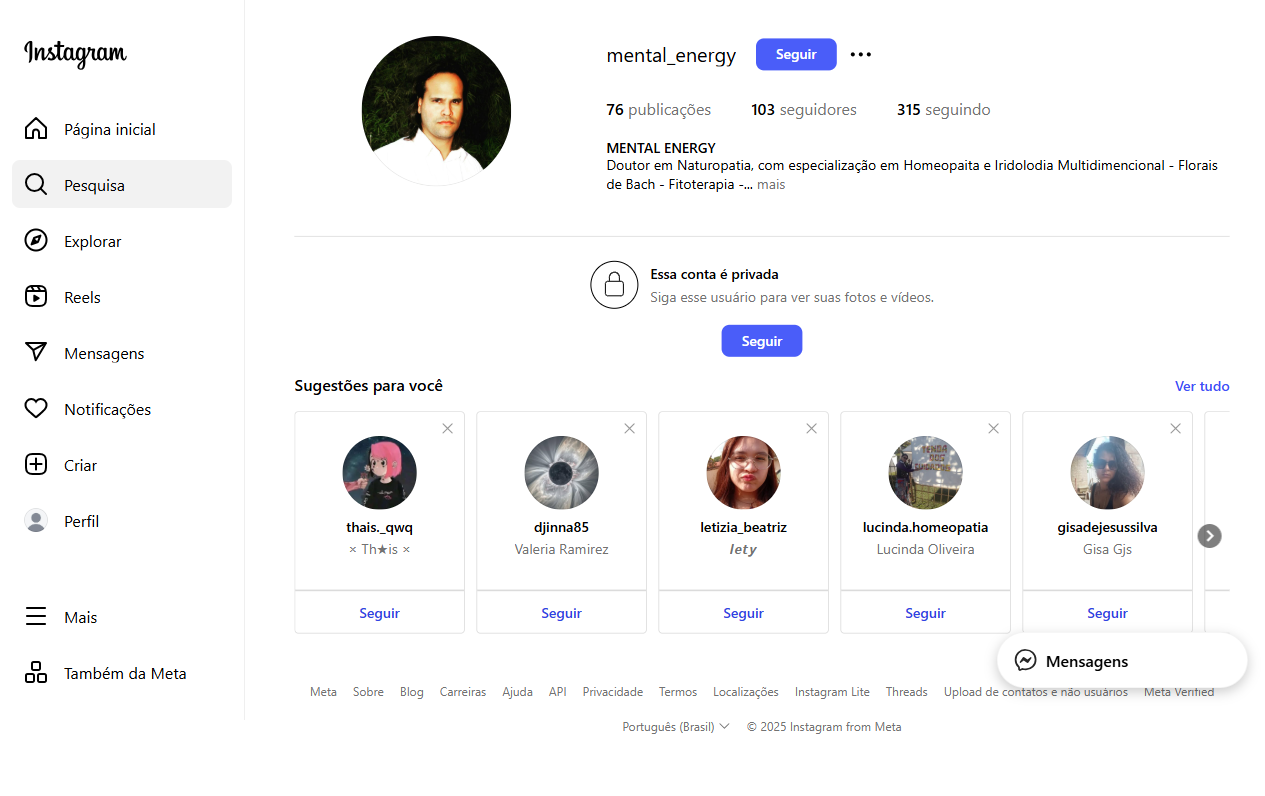 Instagram
Página inicial
Pesquisa
Explorar
Reels
Mensagens
Notificações
Criar
Perfil
Mais
Também da Meta
mental_energy Seguir
76 publicações 103 seguidores 315 seguindo
MENTAL ENERGY
Doutor em Naturopatia, com especialização em Homeopaita e Iridolodia Multidimencional - Florais
de Bach - Fitoterapia -... mais
Essa conta é privada
Siga esse usuário para ver suas fotos e vídeos.
Seguir
Sugestões para você Ver tudo
thais._qwq
× Th★is ×
Seguir
djinna85
Valeria Ramirez
Seguir
letizia_beatriz
lety
Seguir
TENDA
DOS
lucinda.homeopatia
Lucinda Oliveira
Seguir
gisadejesussilva
Gisa Gjs
Seguir
Mensagens
Meta Sobre Blog Carreiras Ajuda API Privacidade Termos Localizações Instagram Lite Threads Upload de contatos e não usuários Meta Verified
Português (Brasil) © 2025 Instagram from Meta